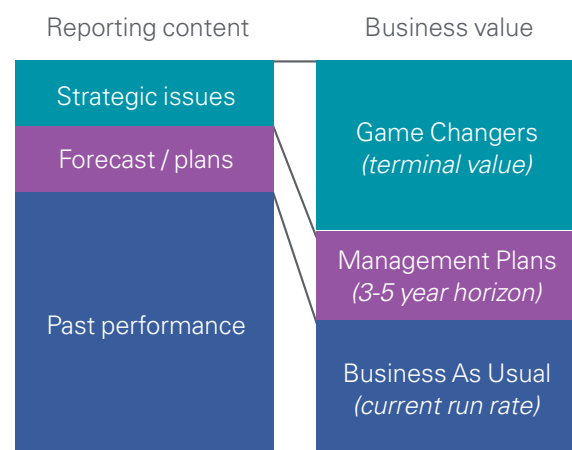 Reporting content
Business value
Strategic issues
Forecast / plans
Past performance
Game Changers
(terminal value)
Management Plans
(3-5 year horizon)
Business As Usual
(current run rate)